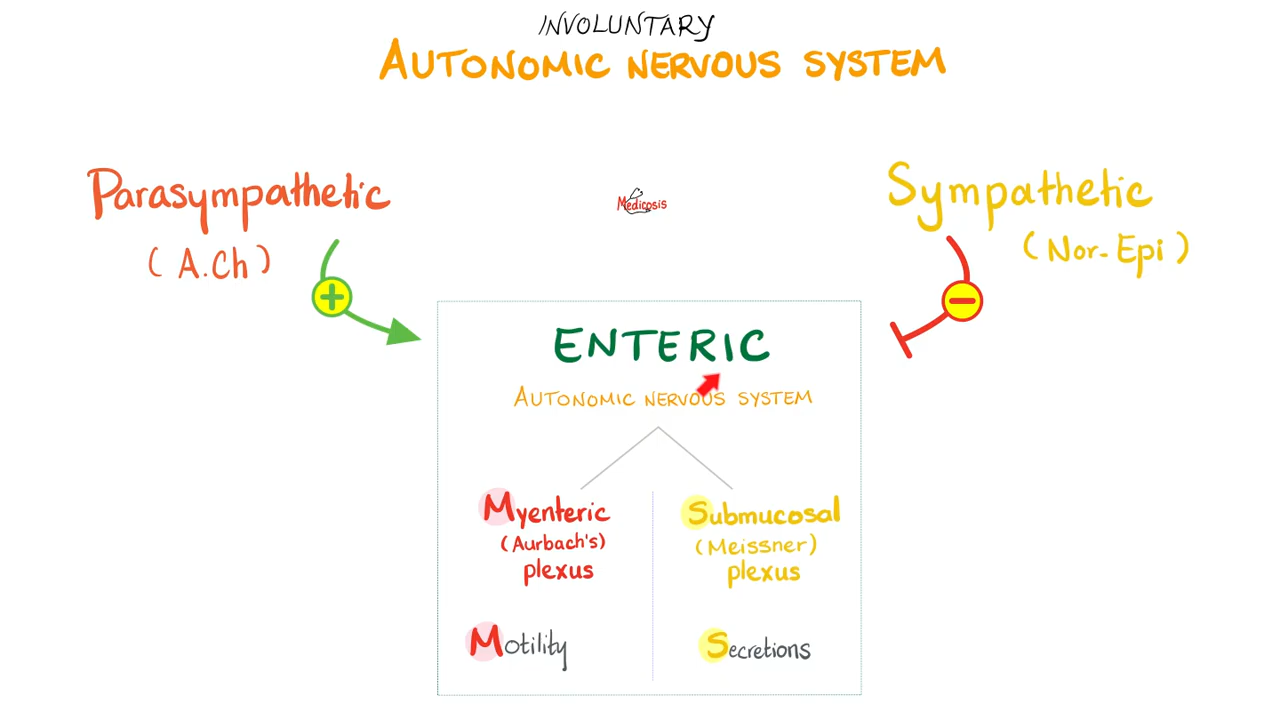 INVOLUNTARY
AUTONOMIC NERVOUS SYSTEM
Parasympathetic
(A.Ch)
Medicosis
Sympathetic
(Nor-Epi)
+
−
ENTERIC
AUTONOMIC NERVOUS SYSTEM
Myenteric
(Aurbach's)
plexus
Motility
Submucosal
(Meissner)
plexus
Secretions